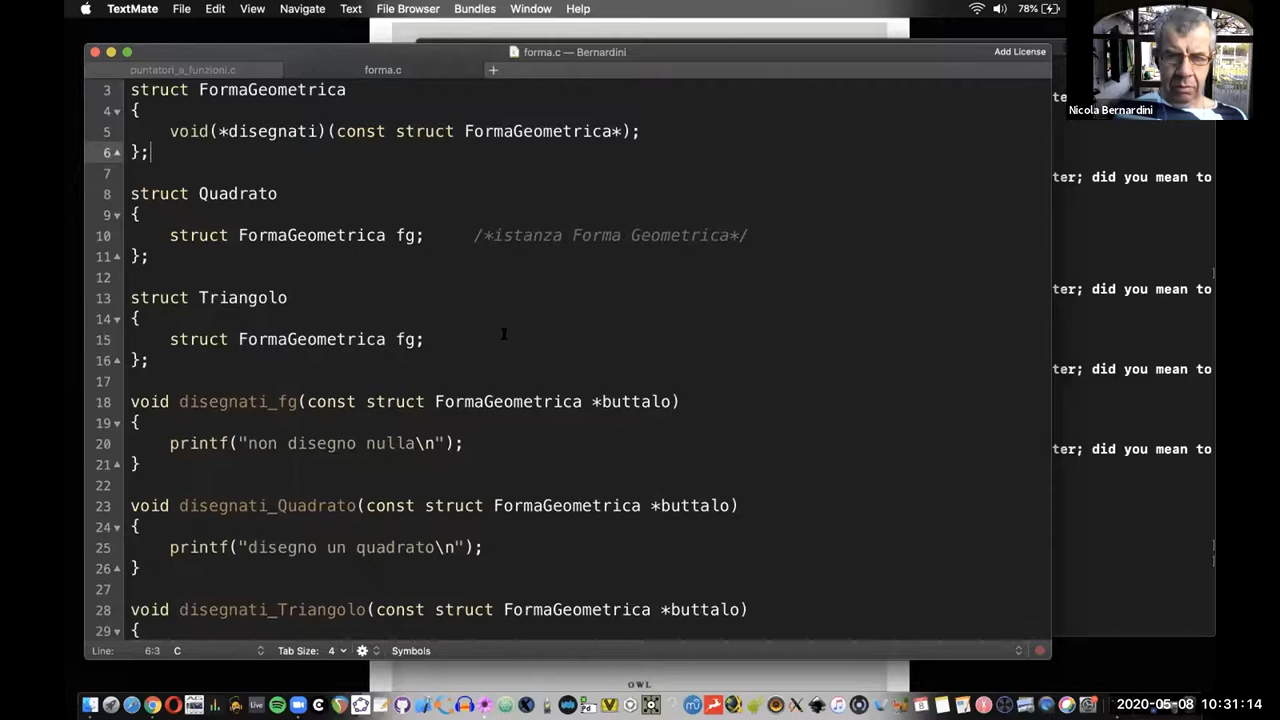 TextMate File Edit View Navigate Text File Browser Bundles Window Help 78%
forma.c — Bernardini Add License
puntatori_a_funzioni.c forma.c +
3 struct FormaGeometrica
4 {
5 void(*disegnati)(const struct FormaGeometrica*);
6 };
7
8 struct Quadrato
9 {
10 struct FormaGeometrica fg; /*istanza Forma Geometrica*/
11 };
12
13 struct Triangolo
14 {
15 struct FormaGeometrica fg;
16 };
17
18 void disegnati_fg(const struct FormaGeometrica *buttalo)
19 {
20 printf("non disegno nulla\n");
21 }
22
23 void disegnati_Quadrato(const struct FormaGeometrica *buttalo)
24 {
25 printf("disegno un quadrato\n");
26 }
27
28 void disegnati_Triangolo(const struct FormaGeometrica *buttalo)
29 {
Line: 6:3 C Tab Size: 4 Symbols
Nicola Bernardini
ter; did you mean to
ter; did you mean to
ter; did you mean to
ter; did you mean to
OWL
Live
Pd
2020-05-08 10:31:14